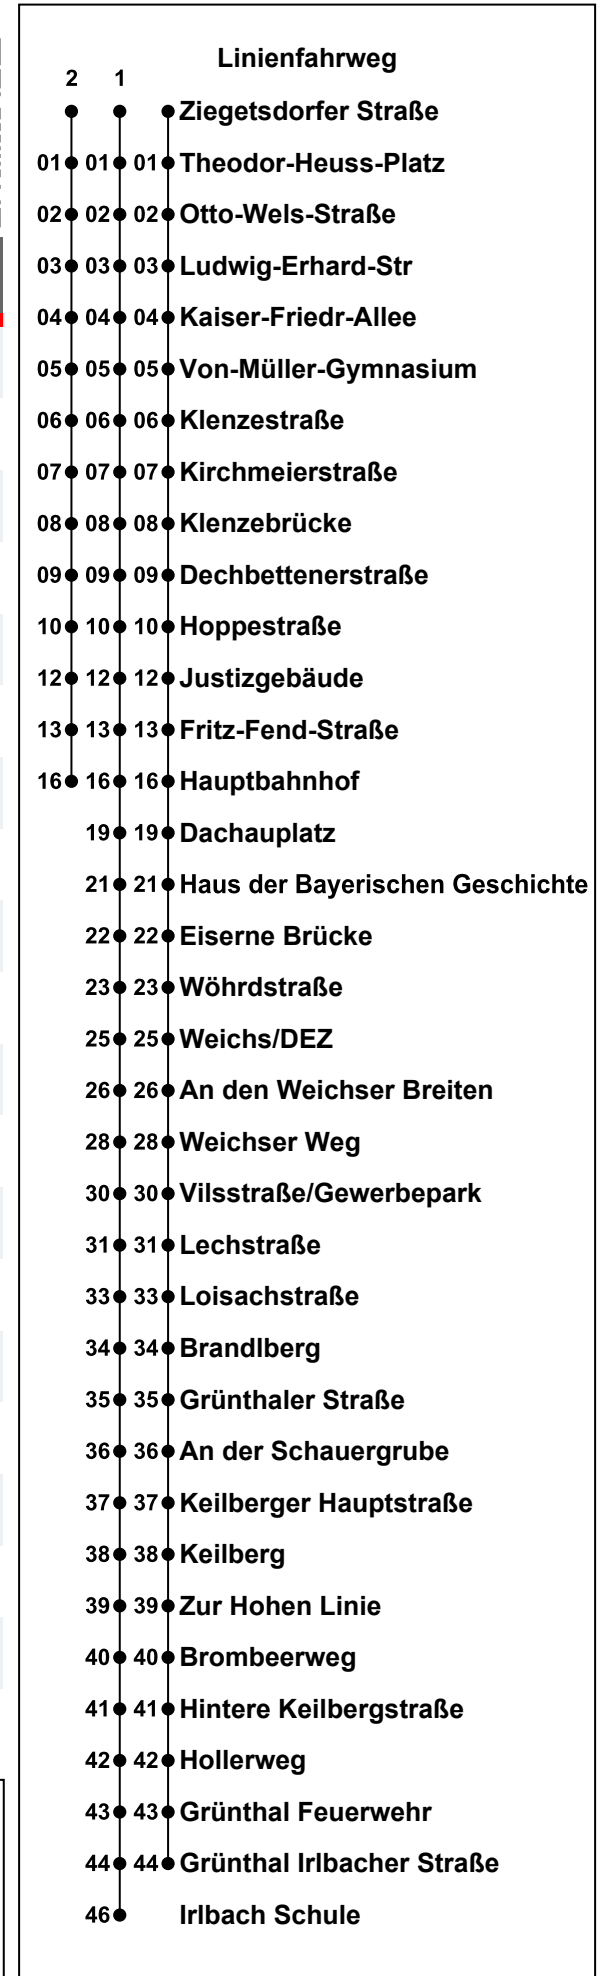 Linienfahrweg
2 1
Ziegetsdorfer Straße
01 01 01 Theodor-Heuss-Platz
02 02 02 Otto-Wels-Straße
03 03 03 Ludwig-Erhard-Str
04 04 04 Kaiser-Friedr-Allee
05 05 05 Von-Müller-Gymnasium
06 06 06 Klenzestraße
07 07 07 Kirchmeierstraße
08 08 08 Klenzebrücke
09 09 09 Dechbettenerstraße
10 10 10 Hoppestraße
12 12 12 Justizgebäude
13 13 13 Fritz-Fend-Straße
16 16 16 Hauptbahnhof
19 19 Dachauplatz
21 21 Haus der Bayerischen Geschichte
22 22 Eiserne Brücke
23 23 Wöhrdstraße
25 25 Weichs/DEZ
26 26 An den Weichser Breiten
28 28 Weichser Weg
30 30 Vilsstraße/Gewerbepark
31 31 Lechstraße
33 33 Loisachstraße
34 34 Brandlberg
35 35 Grünthaler Straße
36 36 An der Schauergrube
37 37 Keilberger Hauptstraße
38 38 Keilberg
39 39 Zur Hohen Linie
40 40 Brombeerweg
41 41 Hintere Keilbergstraße
42 42 Hollerweg
43 43 Grünthal Feuerwehr
44 44 Grünthal Irlbacher Straße
46 Irlbach Schule